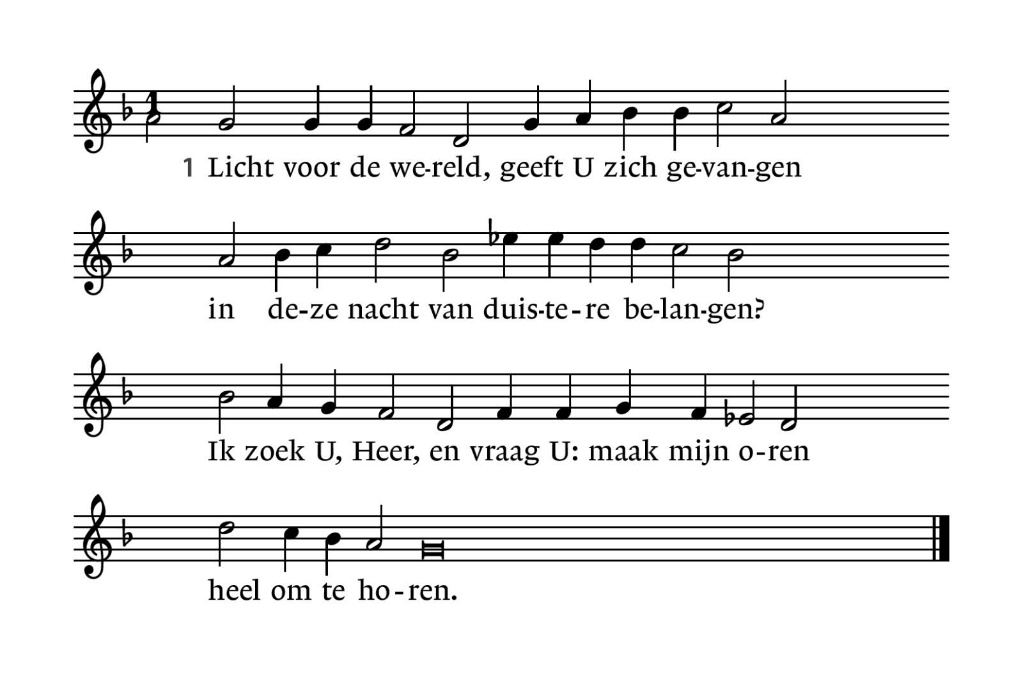 1
1 Licht voor de we-reld, geeft U zich ge-van-gen
in de-ze nacht van duis-te-re be-lan-gen?
Ik zoek U, Heer, en vraag U: maak mijn o-ren
heel om te ho-ren.